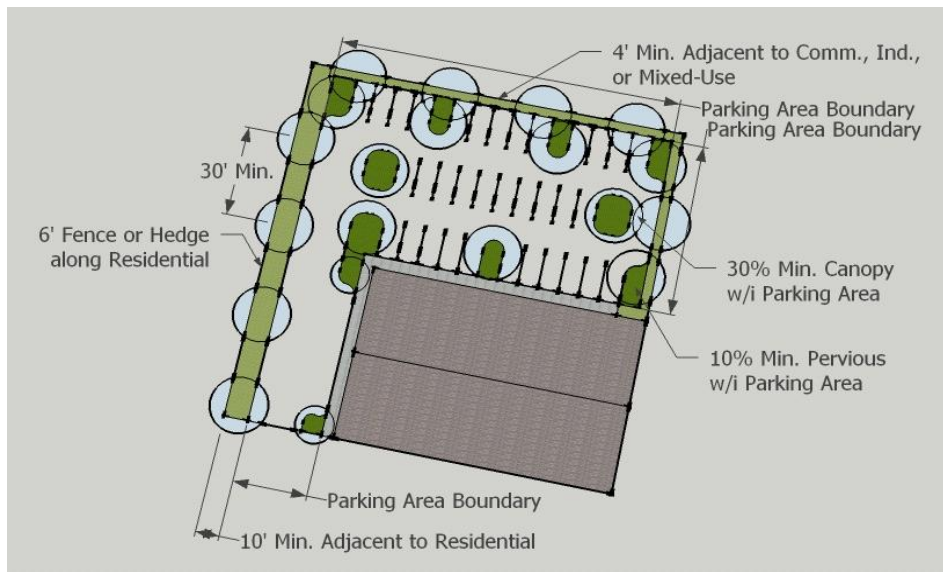 4' Min. Adjacent to Comm., Ind.,
or Mixed-Use
Parking Area Boundary
Parking Area Boundary
30' Min.
6' Fence or Hedge
along Residential
30% Min. Canopy
w/i Parking Area
10% Min. Pervious
w/i Parking Area
Parking Area Boundary
10' Min. Adjacent to Residential